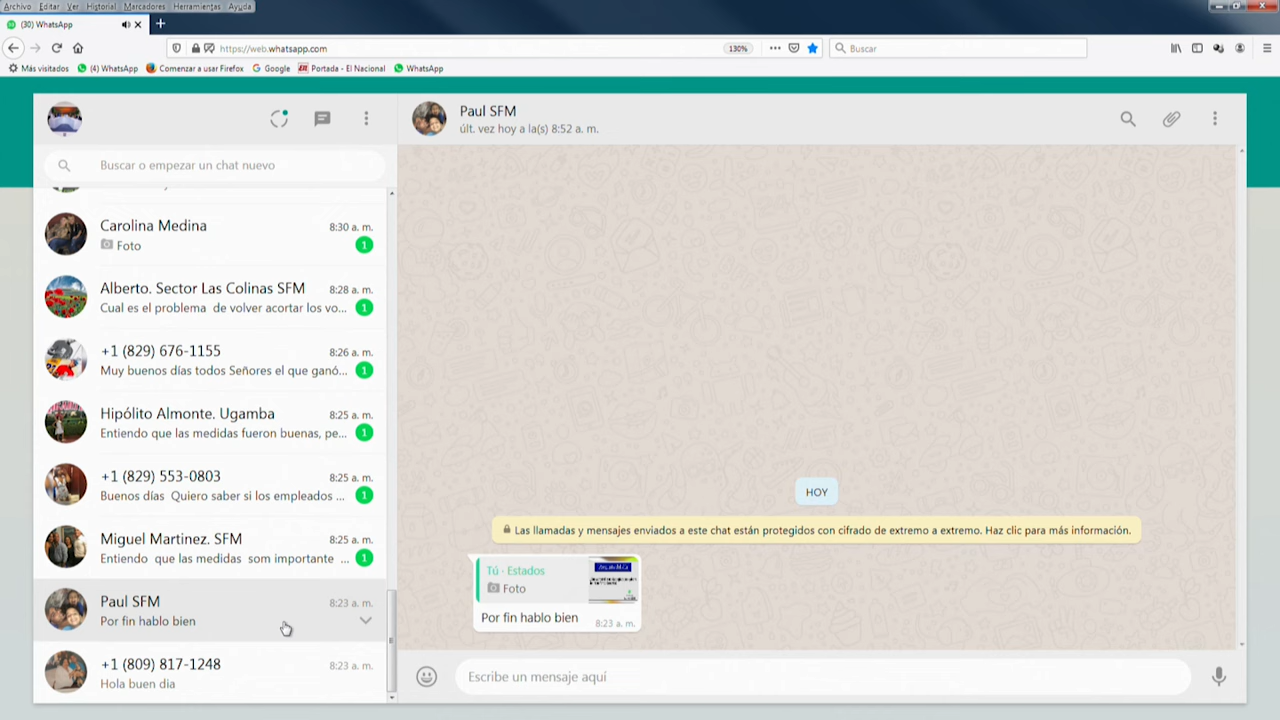 Archivo Editar Ver Historial Marcadores Herramientas Ayuda
(30) WhatsApp
https://web.whatsapp.com
130%
Buscar
Más visitados (4) WhatsApp Comenzar a usar Firefox Google Portada - El Nacional WhatsApp
Buscar o empezar un chat nuevo
Carolina Medina 8:30 a. m.
Foto 1
Alberto. Sector Las Colinas SFM 8:28 a. m.
Cual es el problema de volver acortar los vo... 1
+1 (829) 676-1155 8:26 a. m.
Muy buenos días todos Señores el que ganó... 1
Hipólito Almonte. Ugamba 8:25 a. m.
Entiendo que las medidas fueron buenas, pe... 1
+1 (829) 553-0803 8:25 a. m.
Buenos días Quiero saber si los empleados ... 1
Miguel Martinez. SFM 8:25 a. m.
Entiendo que las medidas som importante ... 1
Paul SFM 8:23 a. m.
Por fin hablo bien
+1 (809) 817-1248 8:23 a. m.
Hola buen dia
Paul SFM
últ. vez hoy a la(s) 8:52 a. m.
HOY
Las llamadas y mensajes enviados a este chat están protegidos con cifrado de extremo a extremo. Haz clic para más información.
Tú · Estados
Foto
Por fin hablo bien 8:23 a. m.
Escribe un mensaje aquí